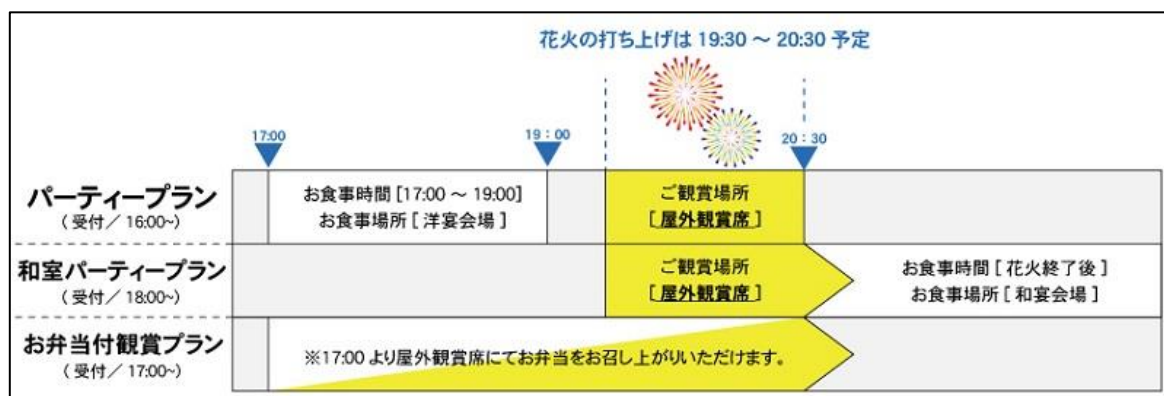 花火の打ち上げは 19:30 ～ 20:30 予定
17:00
19：00
20：30
パーティープラン
（ 受付／ 16:00~）
お食事時間 [17:00 ～ 19:00]
お食事場所 [ 洋宴会場 ]
ご観賞場所
[ 屋外観賞席 ]
和室パーティープラン
（ 受付／ 18:00~）
ご観賞場所
[ 屋外観賞席 ]
お食事時間 [ 花火終了後 ]
お食事場所 [ 和宴会場 ]
お弁当付観賞プラン
（ 受付／ 17:00~）
※17:00 より屋外観賞席にてお弁当をお召し上がりいただけます。